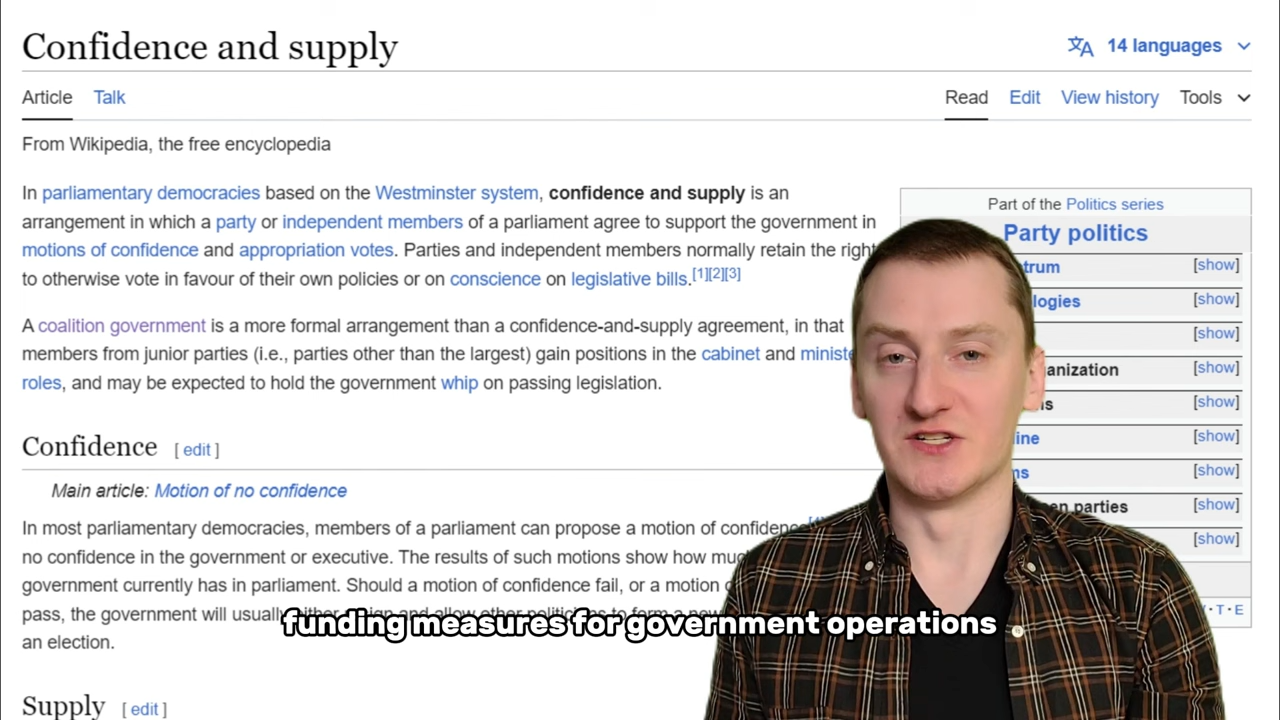 Confidence and supply
14 languages
Article Talk
Read Edit View history Tools
From Wikipedia, the free encyclopedia
In parliamentary democracies based on the Westminster system, confidence and supply is an
arrangement in which a party or independent members of a parliament agree to support the government in
motions of confidence and appropriation votes. Parties and independent members normally retain the right
to otherwise vote in favour of their own policies or on conscience on legislative bills.[1][2][3]
A coalition government is a more formal arrangement than a confidence-and-supply agreement, in that
members from junior parties (i.e., parties other than the largest) gain positions in the cabinet and
roles, and may be expected to hold the government whip on passing legislation.
Confidence [ edit ]
Main article: Motion of no confidence
In most parliamentary democracies, members of a parliament can propose a motion of confidence
no confidence in the government or executive. The results of such motions show how
government currently has in parliament. Should a motion of confidence fail, or a motion
pass, the government will usually
an election.
Supply [ edit ]
Part of the Politics series
Party politics
[show]
[show]
[show]
[show]
[show]
[show]
[show]
parties [show]
[show]
T · E
funding measures for government operations